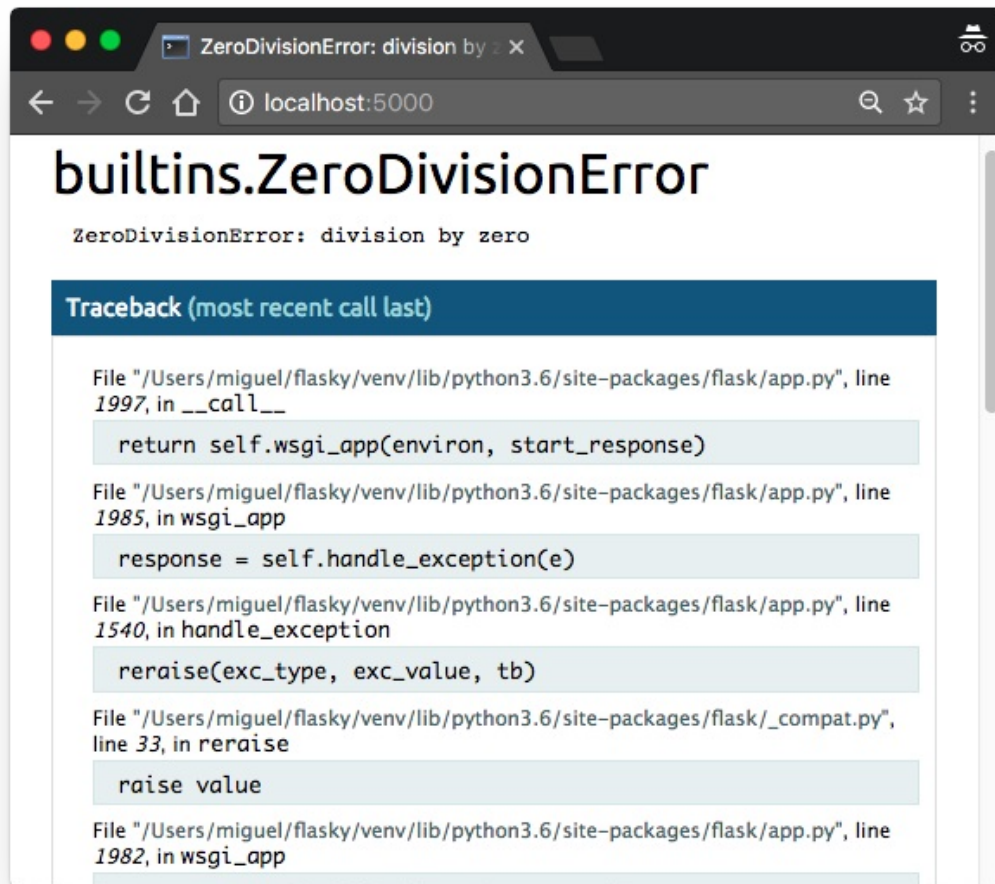 ZeroDivisionError: division by z
localhost:5000
builtins.ZeroDivisionError
ZeroDivisionError: division by zero
Traceback (most recent call last)
File "/Users/miguel/flasky/venv/lib/python3.6/site-packages/flask/app.py", line
1997, in __call__
return self.wsgi_app(environ, start_response)
File "/Users/miguel/flasky/venv/lib/python3.6/site-packages/flask/app.py", line
1985, in wsgi_app
response = self.handle_exception(e)
File "/Users/miguel/flasky/venv/lib/python3.6/site-packages/flask/app.py", line
1540, in handle_exception
reraise(exc_type, exc_value, tb)
File "/Users/miguel/flasky/venv/lib/python3.6/site-packages/flask/_compat.py",
line 33, in reraise
raise value
File "/Users/miguel/flasky/venv/lib/python3.6/site-packages/flask/app.py", line
1982, in wsgi_app